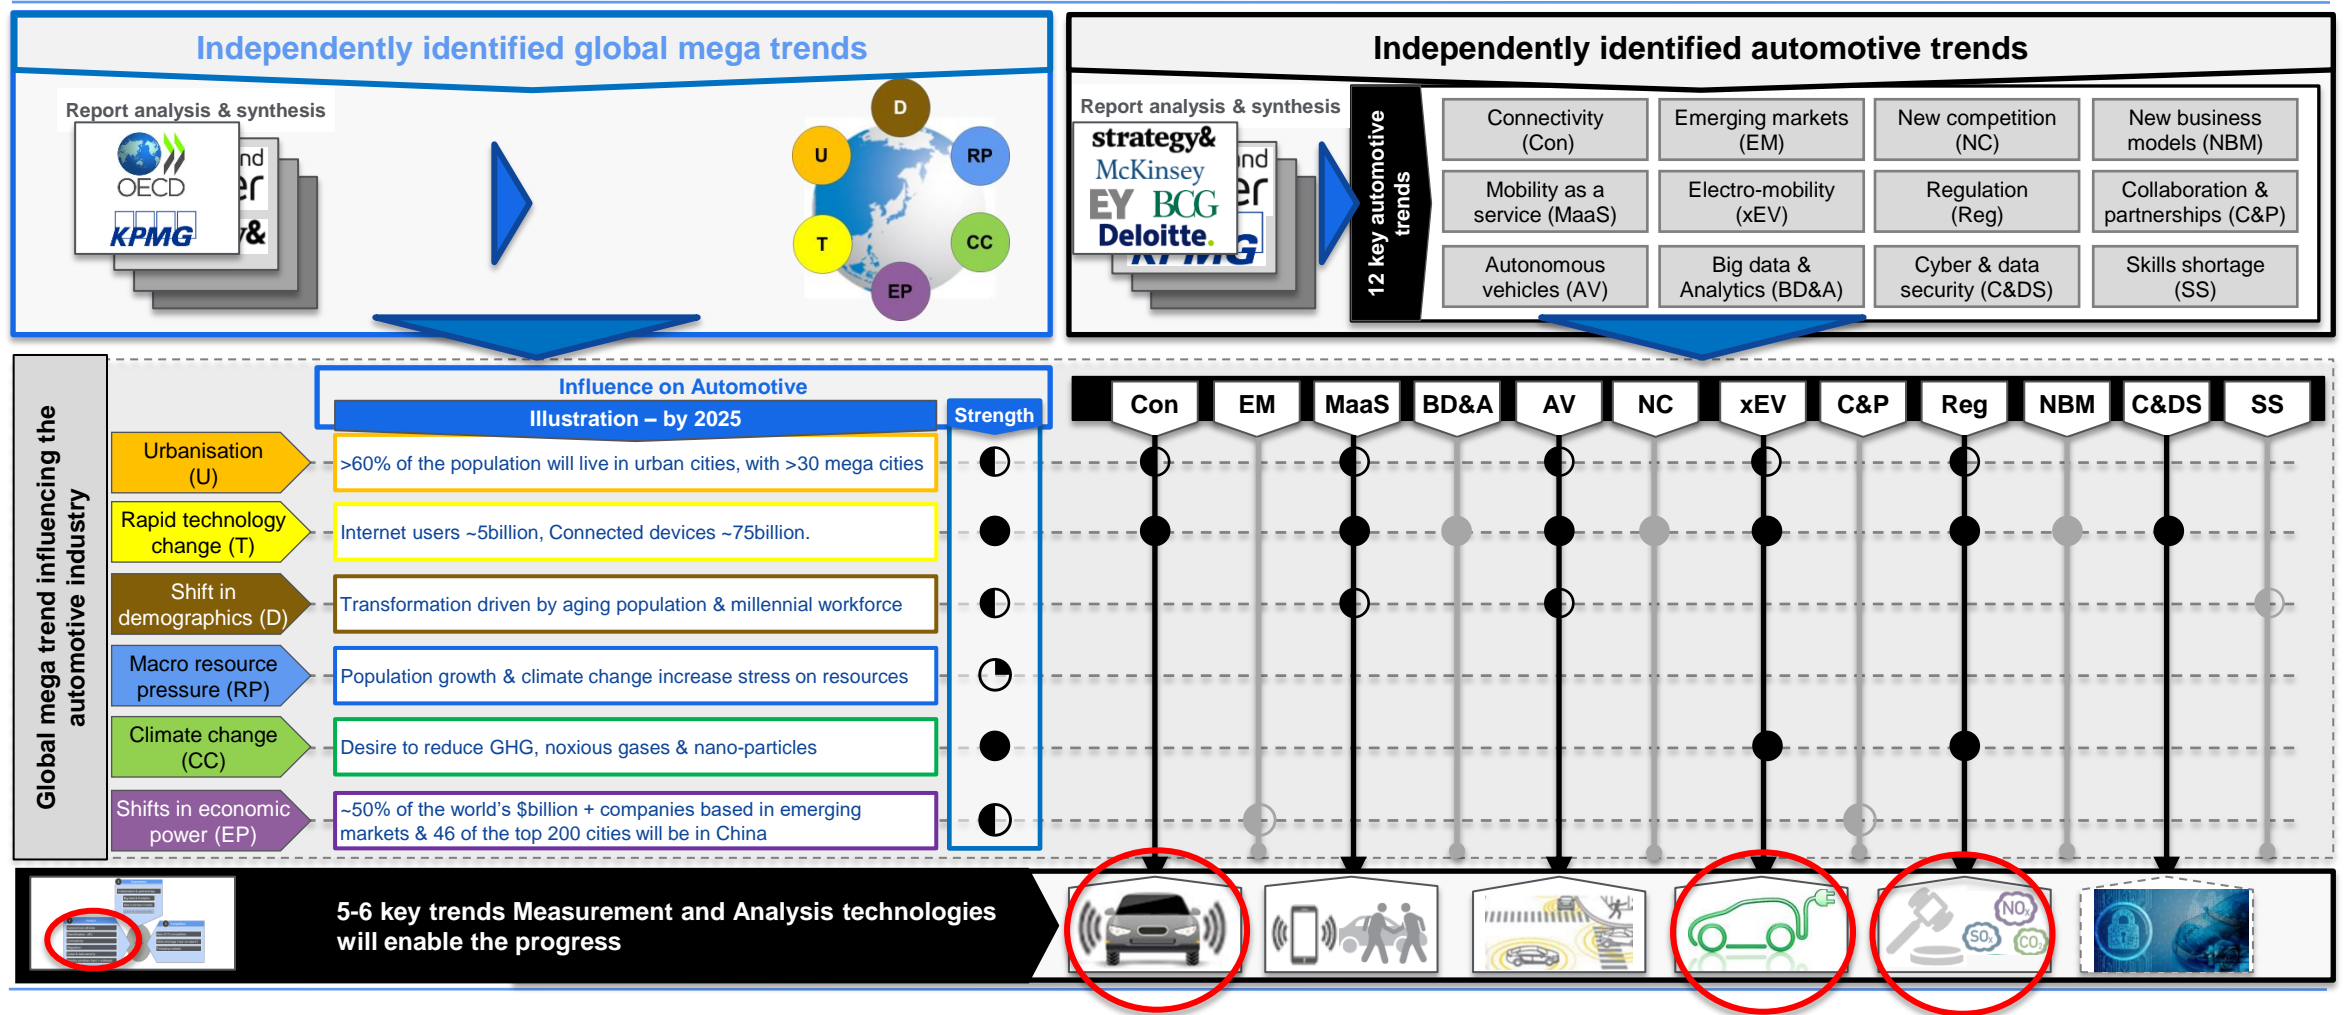 Independently identified global mega trends
Report analysis & synthesis
OECD
KPMG
nd
er
&
D
U
RP
T
CC
EP
Independently identified automotive trends
Report analysis & synthesis
strategy&
McKinsey
EY BCG
Deloitte.
nd
er
KPMG
12 key automotive
trends
Connectivity
(Con)
Emerging markets
(EM)
New competition
(NC)
New business
models (NBM)
Mobility as a
service (MaaS)
Electro-mobility
(xEV)
Regulation
(Reg)
Collaboration &
partnerships (C&P)
Autonomous
vehicles (AV)
Big data &
Analytics (BD&A)
Cyber & data
security (C&DS)
Skills shortage
(SS)
Global mega trend influencing the
automotive industry
Influence on Automotive
Illustration – by 2025
Strength
Con
EM
MaaS
BD&A
AV
NC
xEV
C&P
Reg
NBM
C&DS
SS
Urbanisation
(U)
>60% of the population will live in urban cities, with >30 mega cities
Rapid technology
change (T)
Internet users ~5billion, Connected devices ~75billion.
Shift in
demographics (D)
Transformation driven by aging population & millennial workforce
Macro resource
pressure (RP)
Population growth & climate change increase stress on resources
Climate change
(CC)
Desire to reduce GHG, noxious gases & nano-particles
Shifts in economic
power (EP)
~50% of the world's $billion + companies based in emerging
markets & 46 of the top 200 cities will be in China
5-6 key trends Measurement and Analysis technologies
will enable the progress
NOx
SOx
CO2